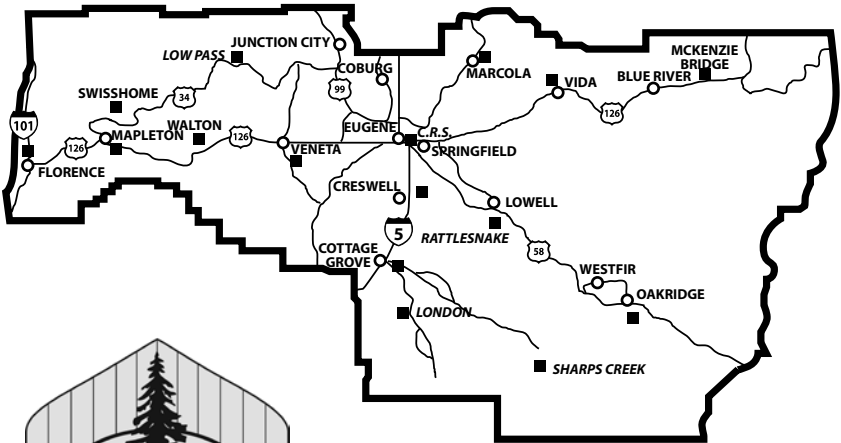 JUNCTION CITY
LOW PASS
COBURG
MARCOLA
MCKENZIE
BRIDGE
BLUE RIVER
VIDA
99
SWISSHOME
34
101
126
MAPLETON
WALTON
126
EUGENE
C.R.S.
SPRINGFIELD
126
VENETA
FLORENCE
CRESWELL
LOWELL
5
RATTLESNAKE
58
COTTAGE
GROVE
WESTFIR
OAKRIDGE
LONDON
SHARPS CREEK